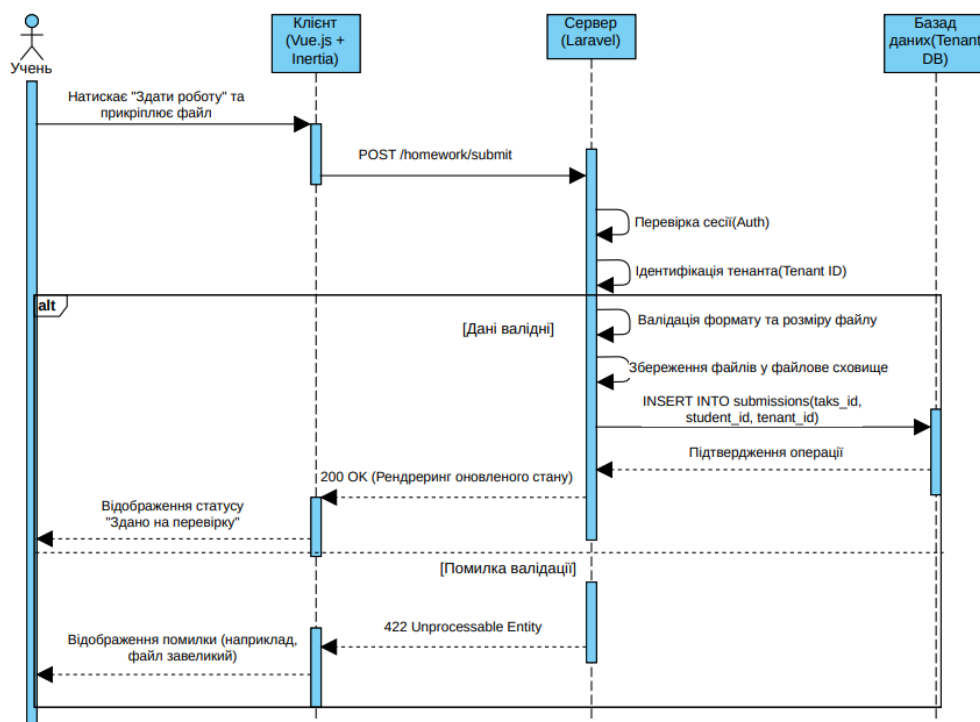 Учень
Клієнт
(Vue.js +
Inertia)
Сервер
(Laravel)
Базад
даних(Tenant
DB)
Натискає "Здати роботу" та
прикріплює файл
POST /homework/submit
Перевірка сесії(Auth)
Ідентифікація тенанта(Tenant ID)
alt
[Дані валідні]
Валідація формату та розміру файлу
Збереження файлів у файлове сховище
INSERT INTO submissions(taks_id,
student_id, tenant_id)
Підтвердження операції
200 OK (Рендреринг оновленого стану)
Відображення статусу
"Здано на перевірку"
[Помилка валідації]
422 Unprocessable Entity
Відображення помилки (наприклад,
файл завеликий)